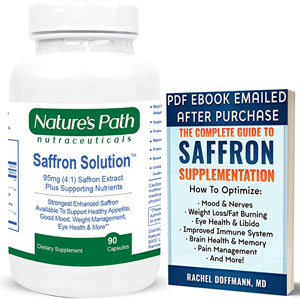 Nature's Path
nutraceuticals
Saffron Solution™
95mg (4:1) Saffron Extract
Plus Supporting Nutrients
Strongest Enhanced Saffron
Available To Support Healthy Appetite,
Good Mood, Weight Management,
Eye Health & More**
Dietary Supplement
90
Capsules
PDF EBOOK EMAILED
AFTER PURCHASE
THE COMPLETE GUIDE TO
SAFFRON
SUPPLEMENTATION
How To Optimize:
• Mood & Nerves
• Weight Loss/Fat Burning
• Eye Health & Libido
• Improved Immune System
• Brain Health & Memory
• Pain Management
• And More!
RACHEL DOFFMANN, MD